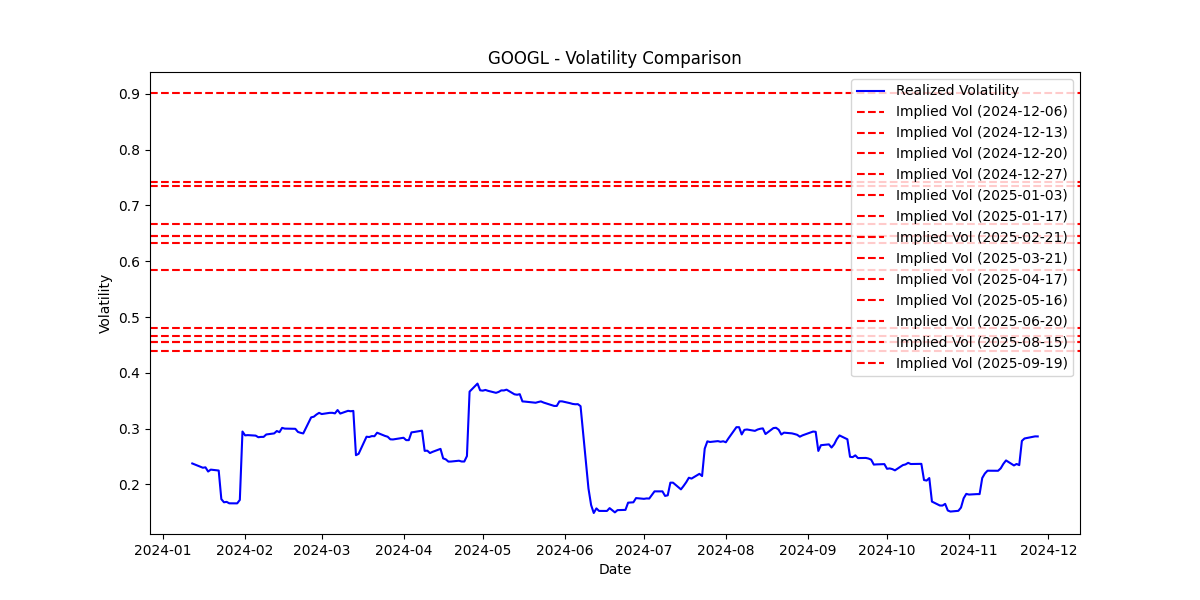 GOOGL - Volatility Comparison
Volatility
0.9
0.8
0.7
0.6
0.5
0.4
0.3
0.2
Realized Volatility
Implied Vol (2024-12-06)
Implied Vol (2024-12-13)
Implied Vol (2024-12-20)
Implied Vol (2024-12-27)
Implied Vol (2025-01-03)
Implied Vol (2025-01-17)
Implied Vol (2025-02-21)
Implied Vol (2025-03-21)
Implied Vol (2025-04-17)
Implied Vol (2025-05-16)
Implied Vol (2025-06-20)
Implied Vol (2025-08-15)
Implied Vol (2025-09-19)
2024-01 2024-02 2024-03 2024-04 2024-05 2024-06 2024-07 2024-08 2024-09 2024-10 2024-11 2024-12
Date